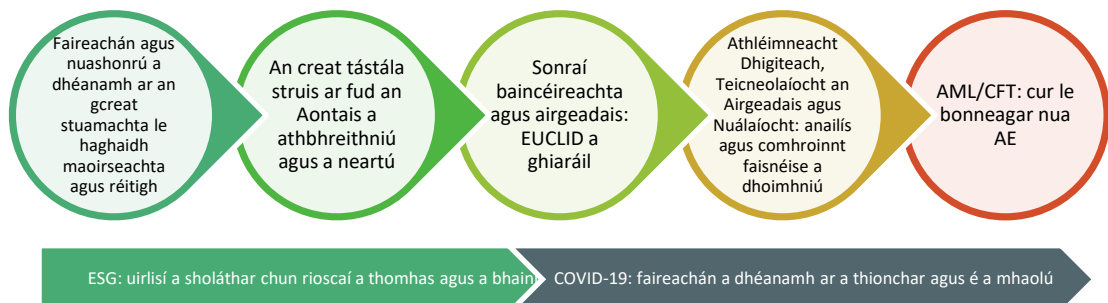 Faireachán agus
nuashonrú a
dhéanamh ar an
gcreat
stuamachta le
haghaidh
maoirseachta
agus réitigh
An creat tástála
struis ar fud an
Aontais a
athbhreithniú
agus a neartú
Sonraí
baincéireachta
agus airgeadais:
EUCLID a
ghiaráil
Athléimneacht
Dhigiteach,
Teicneolaíocht an
Airgeadais agus
Nuálaíocht: anailís
agus comhroinnt
faisnéise a
dhoimhniú
AML/CFT: cur le
bonneagar nua
AE
ESG: uirlisí a sholáthar chun rioscaí a thomhas agus a bhain
COVID-19: faireachán a dhéanamh ar a thionchar agus é a mhaolú